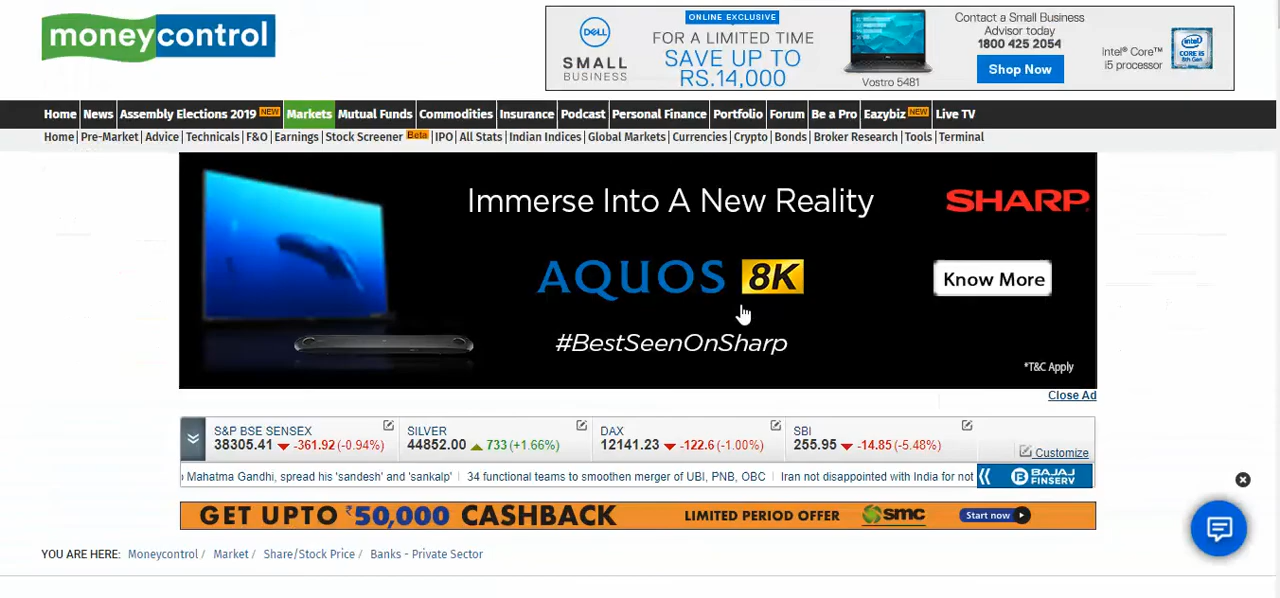 moneycontrol
DELL
SMALL
BUSINESS
ONLINE EXCLUSIVE
FOR A LIMITED TIME
SAVE UP TO
RS.14,000
Vostro 5481
Contact a Small Business
Advisor today
1800 425 2054
Shop Now
Intel® Core™
i5 processor
intel
CORE i5
8th Gen
Home News Assembly Elections 2019 NEW Markets Mutual Funds Commodities Insurance Podcast Personal Finance Portfolio Forum Be a Pro Eazybiz NEW Live TV
Home Pre-Market Advice Technicals F&O Earnings Stock Screener Beta IPO All Stats Indian Indices Global Markets Currencies Crypto Bonds Broker Research Tools Terminal
Immerse Into A New Reality
SHARP
AQUOS 8K
Know More
#BestSeenOnSharp
*T&C Apply
Close Ad
S&P BSE SENSEX
38305.41 -361.92 (-0.94%)
SILVER
44852.00 733 (+1.66%)
DAX
12141.23 -122.6 (-1.00%)
SBI
255.95 -14.85 (-5.48%)
Customize
Mahatma Gandhi, spread his 'sandesh' and 'sankalp' 34 functional teams to smoothen merger of UBI, PNB, OBC Iran not disappointed with India for not
BAJAJ
FINSERV
GET UPTO ₹50,000 CASHBACK LIMITED PERIOD OFFER smc Start now
YOU ARE HERE: Moneycontrol / Market / Share/Stock Price / Banks - Private Sector